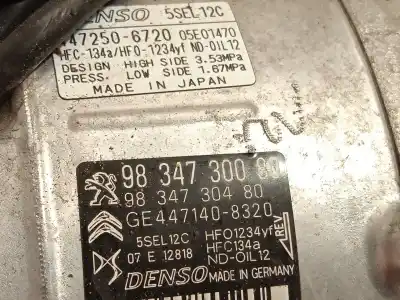 DENSO 5SEL12C
447250-6720 05E01470
HFC-134a/HFO-1234yf ND-OIL12
DESIGN HIGH SIDE 3.53MPa
PRESS. LOW SIDE 1.67MPa
MADE IN JAPAN
98 347 300 80
98 347 304 80
GE447140-8320
5SEL12C HFO1234yf
07 E 12818 HFC134a
ND-OIL12
REV
DENSO MADE IN GERMANY